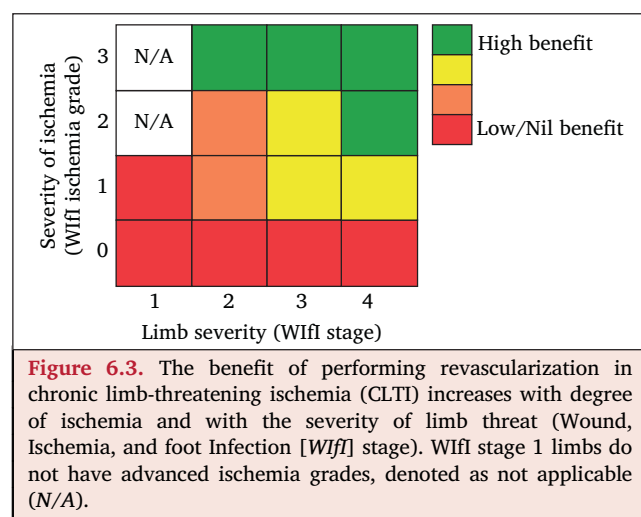 Severity of ischemia
(WIfI ischemia grade)
3
N/A
2
N/A
1
0
High benefit
Low/Nil benefit
1 2 3 4
Limb severity (WIfI stage)
Figure 6.3. The benefit of performing revascularization in
chronic limb-threatening ischemia (CLTI) increases with degree
of ischemia and with the severity of limb threat (Wound,
Ischemia, and foot Infection [WIfI] stage). WIfI stage 1 limbs do
not have advanced ischemia grades, denoted as not applicable
(N/A).